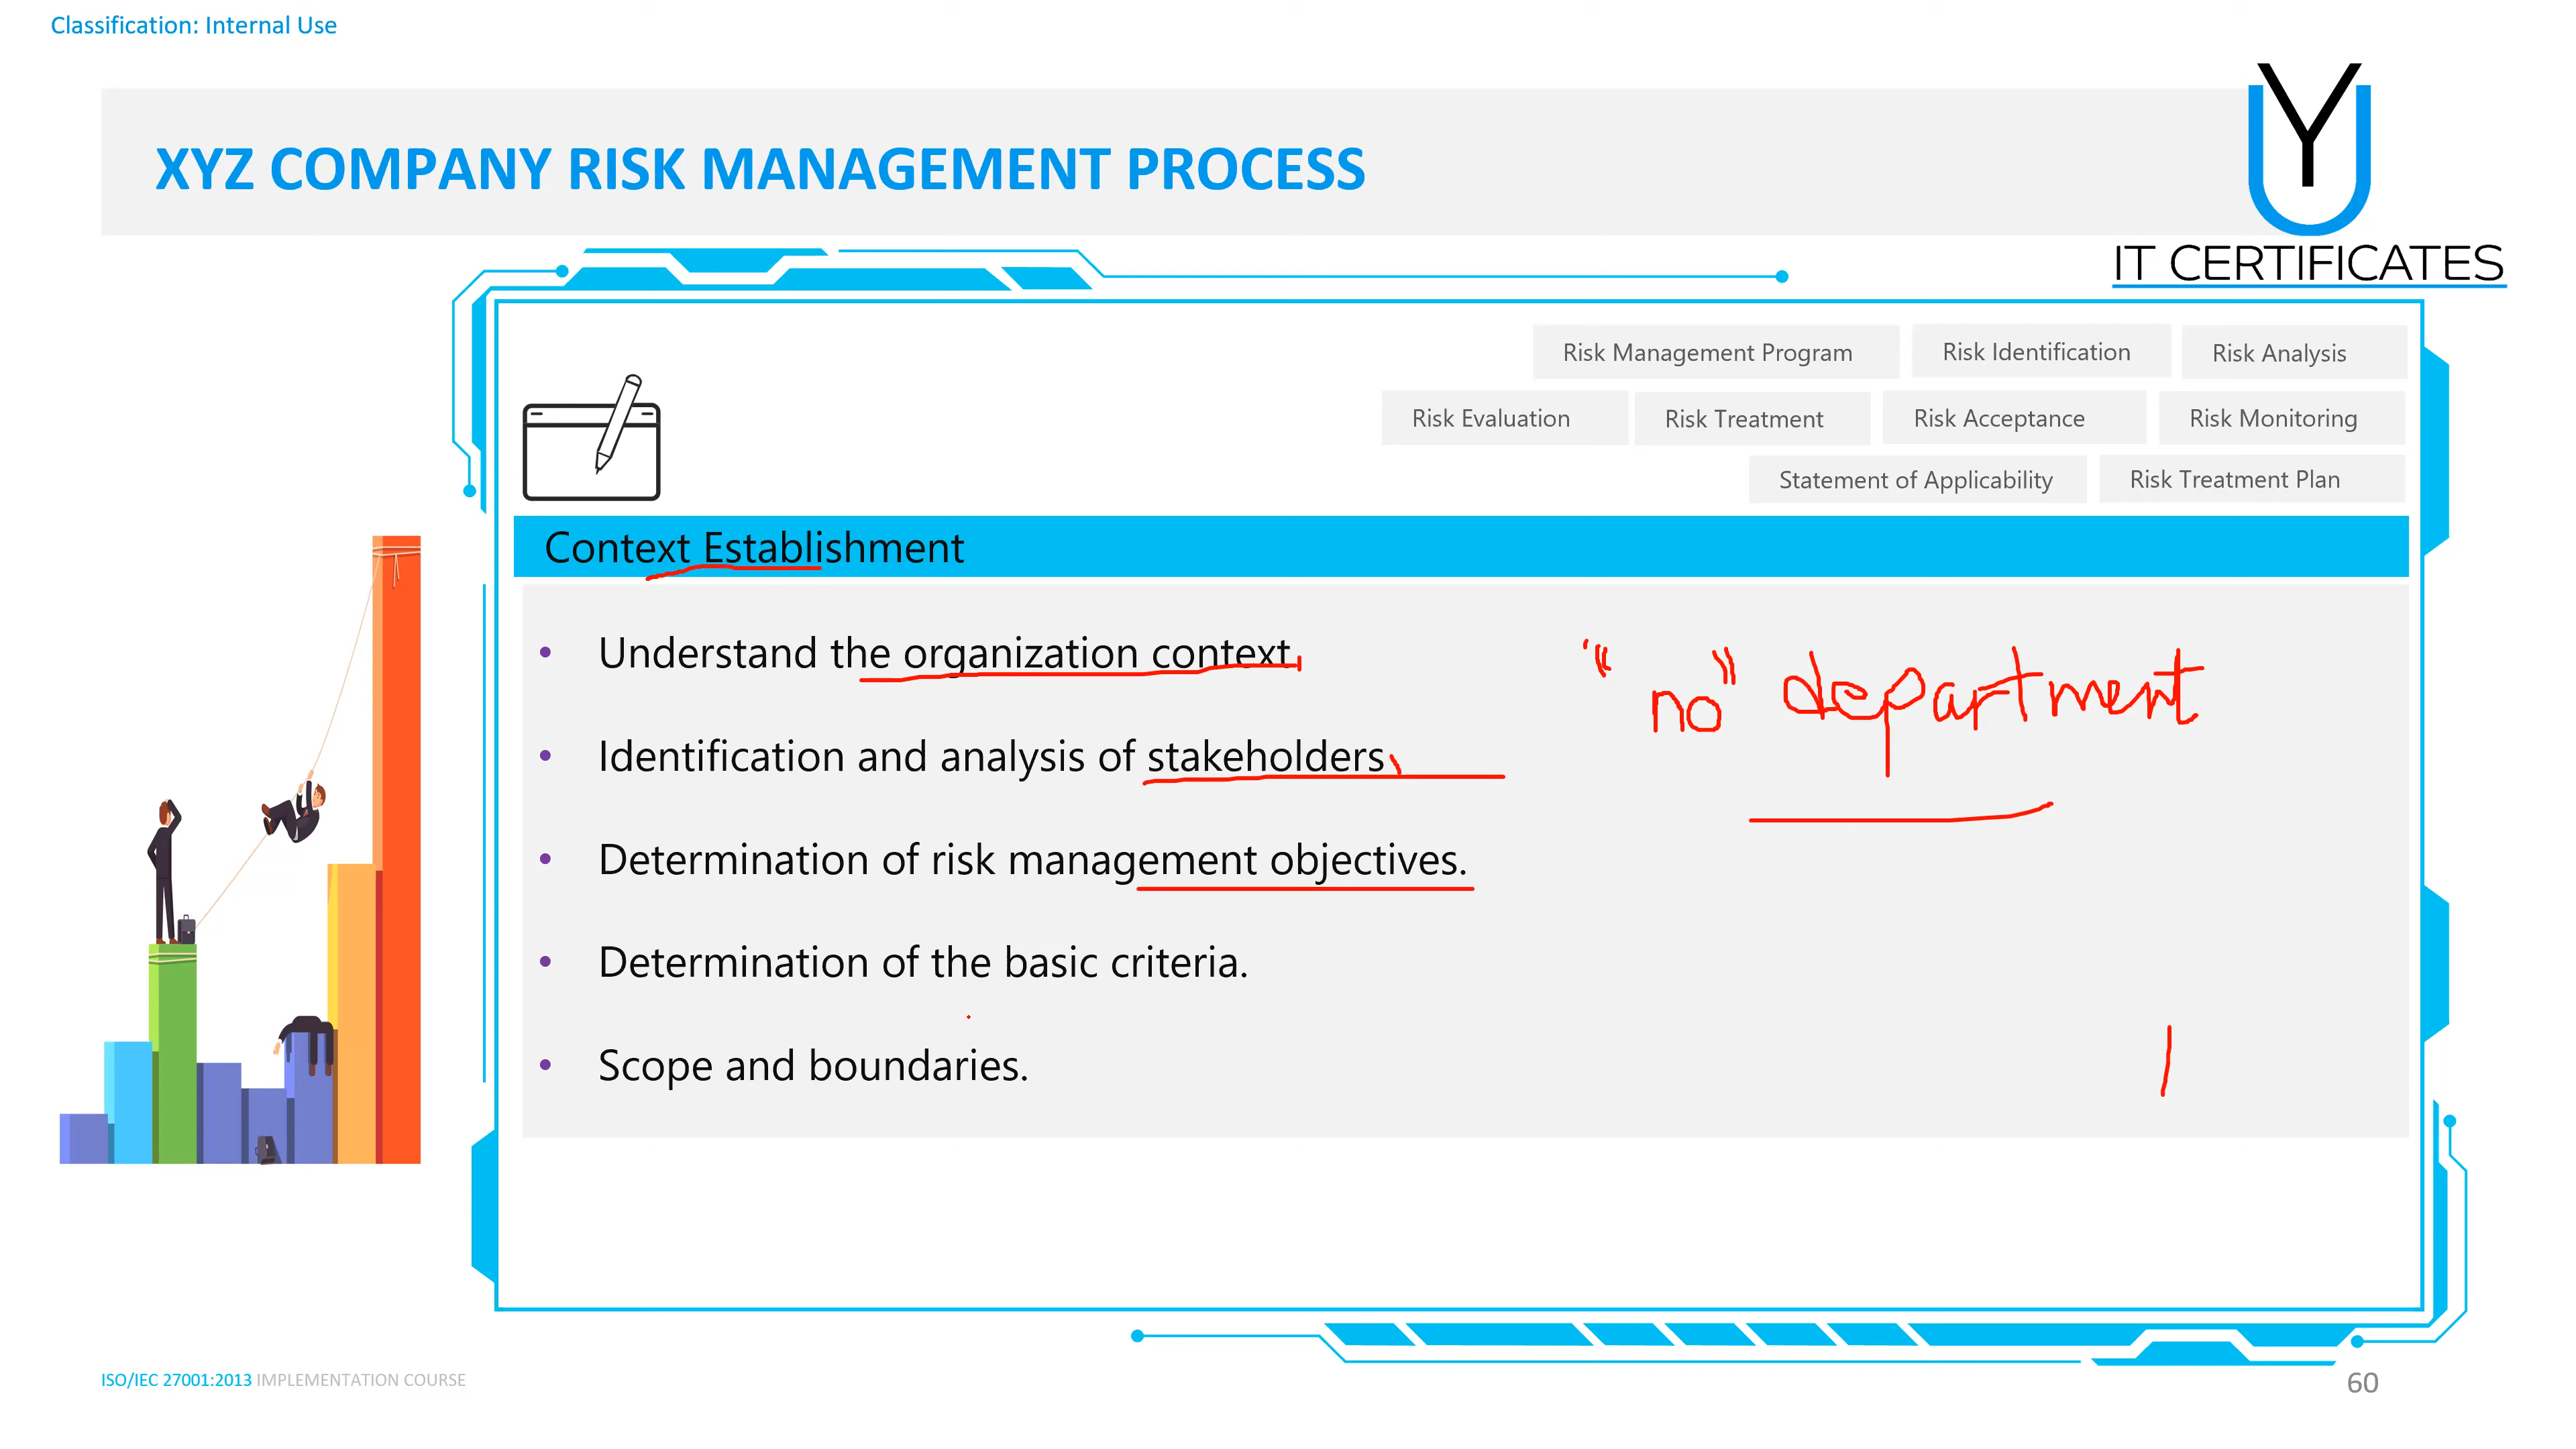 Classification: Internal Use
XYZ COMPANY RISK MANAGEMENT PROCESS
YU
IT CERTIFICATES
Risk Management Program Risk Identification Risk Analysis
Risk Evaluation Risk Treatment Risk Acceptance Risk Monitoring
Statement of Applicability Risk Treatment Plan
Context Establishment
• Understand the organization context.
"no" department
• Identification and analysis of stakeholders.
• Determination of risk management objectives.
• Determination of the basic criteria.
• Scope and boundaries.
ISO/IEC 27001:2013 IMPLEMENTATION COURSE
60